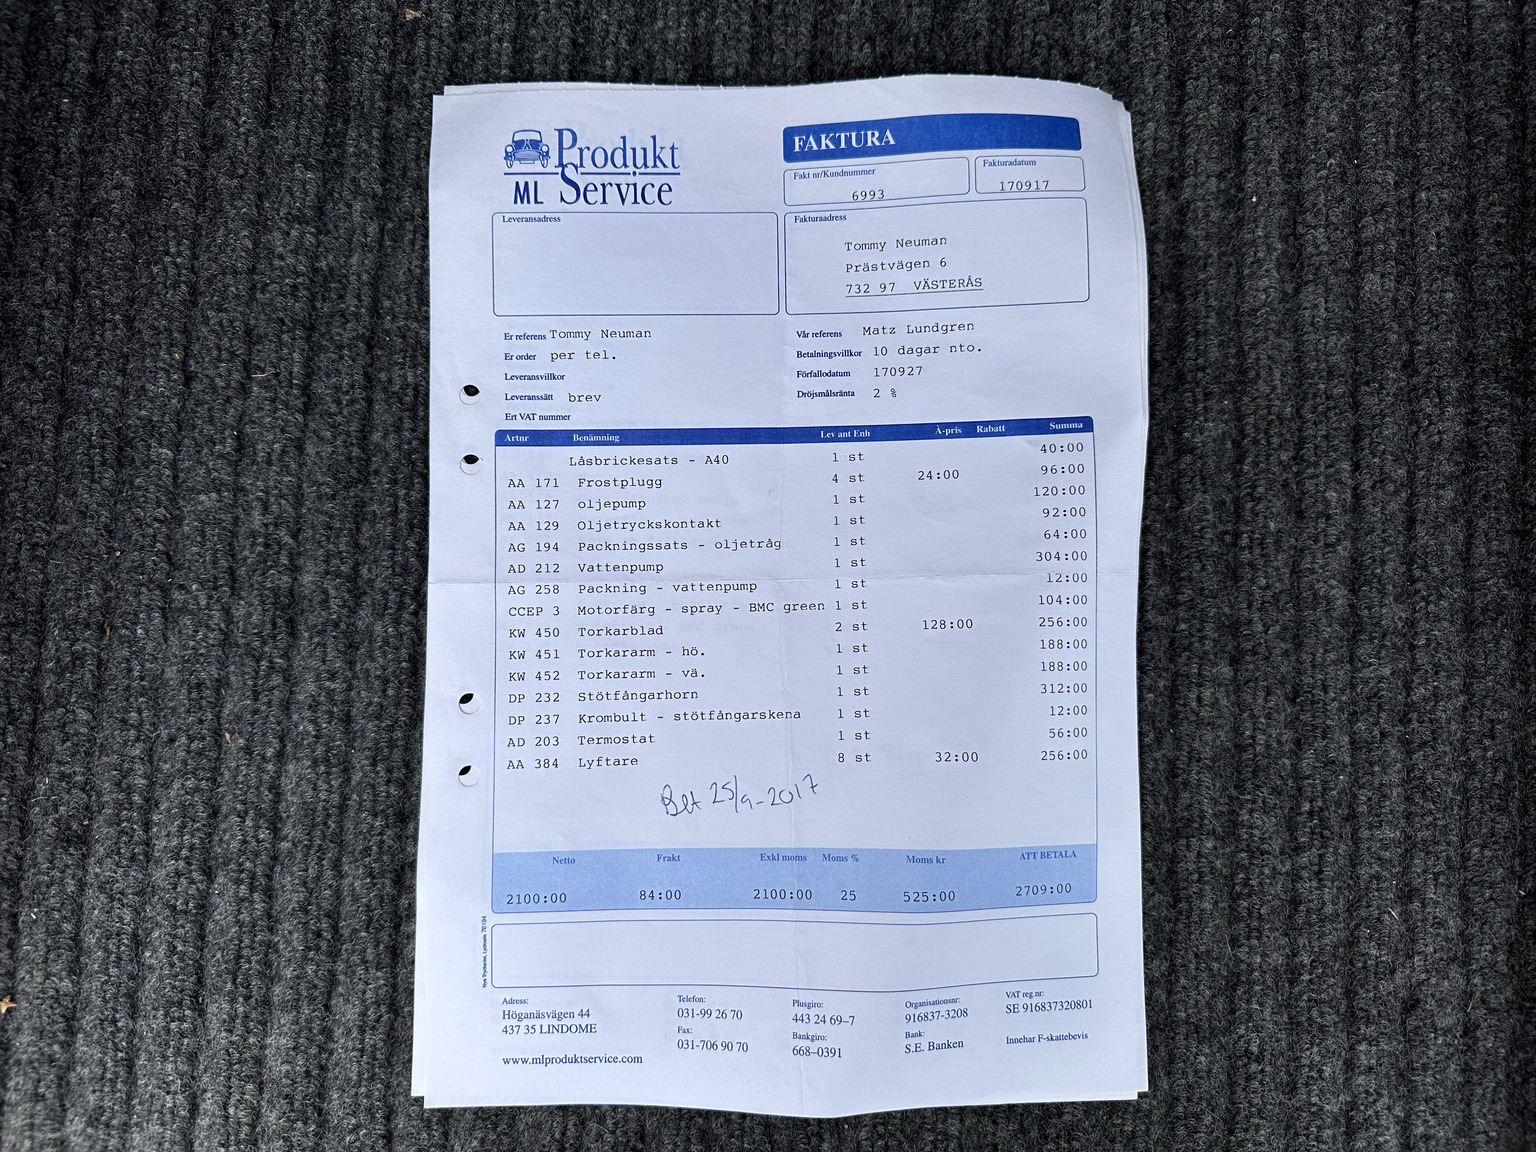 Produkt
ML Service
FAKTURA
Fakt nr/Kundnummer
6993
Fakturadatum
170917
Leveransadress
Fakturaadress
Tommy Neuman
Prästvägen 6
732 97 VÄSTERÅS
Er referens Tommy Neuman
Er order per tel.
Leveransvillkor
Leveranssätt brev
Ert VAT nummer
Vår referens Matz Lundgren
Betalningsvillkor 10 dagar nto.
Förfallodatum 170927
Dröjsmålsränta 2 %
Artnr Benämning Lev ant Enh À-pris Rabatt Summa
Låsbrickesats - A40 1 st 40:00
AA 171 Frostplugg 4 st 24:00 96:00
AA 127 oljepump 1 st 120:00
AA 129 Oljetryckskontakt 1 st 92:00
AG 194 Packningssats - oljetråg 1 st 64:00
AD 212 Vattenpump 1 st 304:00
AG 258 Packning - vattenpump 1 st 12:00
CCEP 3 Motorfärg - spray - BMC green 1 st 104:00
KW 450 Torkarblad 2 st 128:00 256:00
KW 451 Torkararm - hö. 1 st 188:00
KW 452 Torkararm - vä. 1 st 188:00
DP 232 Stötfångarhorn 1 st 312:00
DP 237 Krombult - stötfångarskena 1 st 12:00
AD 203 Termostat 1 st 56:00
AA 384 Lyftare 8 st 32:00 256:00
Bet 25/9-2017
Netto Frakt Exkl moms Moms % Moms kr ATT BETALA
2100:00 84:00 2100:00 25 525:00 2709:00
Adress:
Höganäsvägen 44
437 35 LINDOME
www.mlproduktservice.com
Telefon:
031-99 26 70
Fax:
031-706 90 70
Plusgiro:
443 24 69–7
Bankgiro:
668–0391
Organisationsnr:
916837-3208
Bank:
S.E. Banken
VAT reg.nr:
SE 916837320801
Innehar F-skattebevis